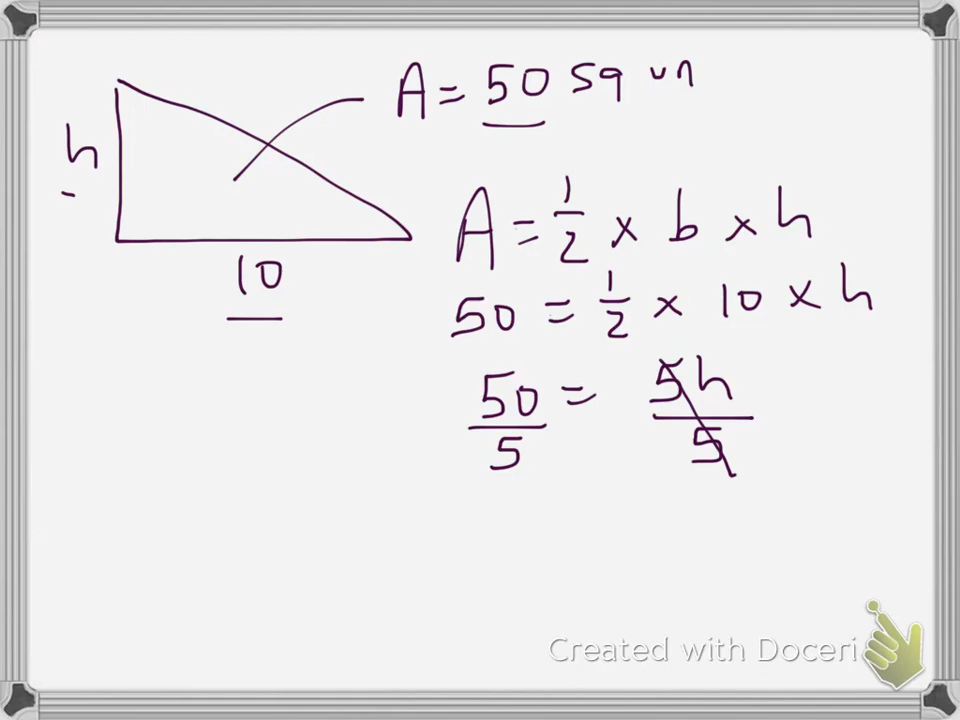 A = 50 sq un
h
10
A = 1/2 x b x h
50 = 1/2 x 10 x h
50/5 = 5h/5
Created with Doceri